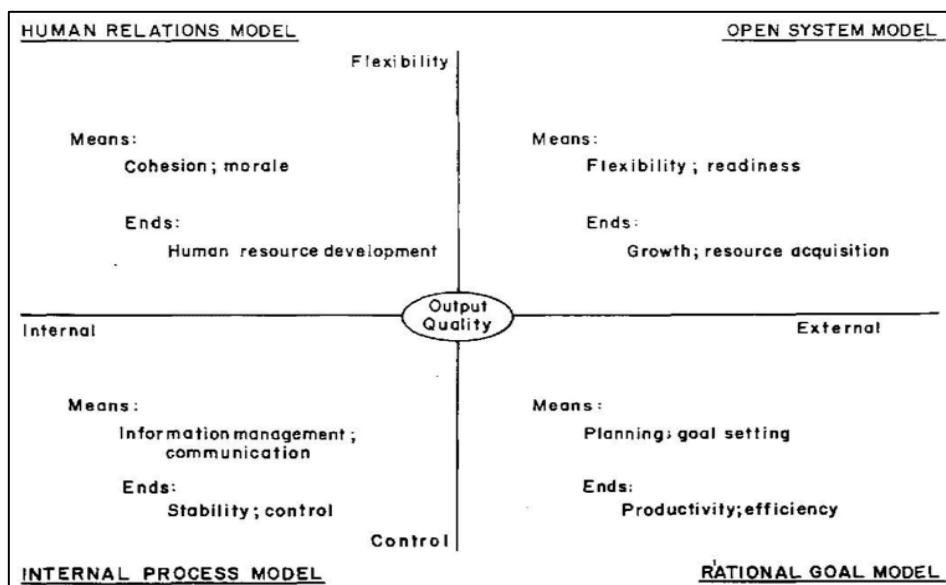 HUMAN RELATIONS MODEL
OPEN SYSTEM MODEL
Flexibility
Means:
Cohesion; morale
Ends:
Human resource development
Means:
Flexibility; readiness
Ends:
Growth; resource acquisition
Output
Quality
Internal
External
Means:
Information management;
communication
Ends:
Stability; control
Means:
Planning; goal setting
Ends:
Productivity; efficiency
Control
INTERNAL PROCESS MODEL
RATIONAL GOAL MODEL